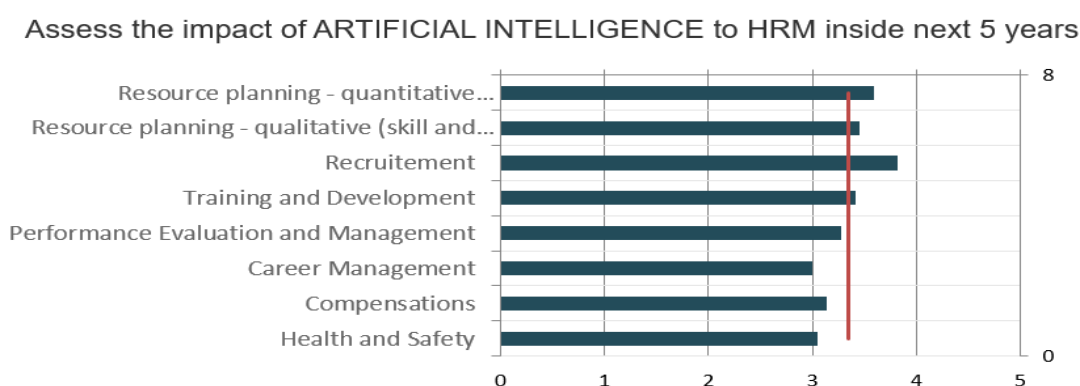 Assess the impact of ARTIFICIAL INTELLIGENCE to HRM inside next 5 years
8
Resource planning - quantitative...
Resource planning - qualitative (skill and...
Recruitement
Training and Development
Performance Evaluation and Management
Career Management
Compensations
Health and Safety
0
0 1 2 3 4 5